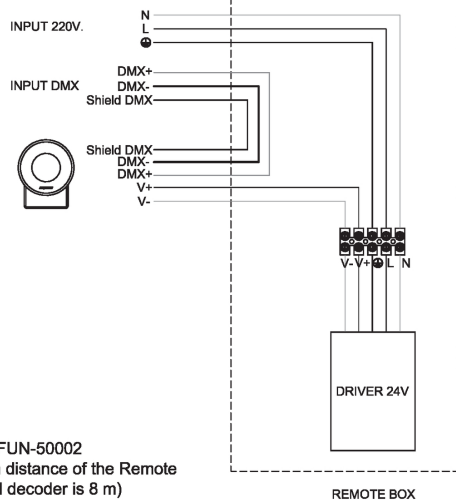 N
INPUT 220V.
L
DMX+
INPUT DMX
DMX-
Shield DMX
Shield DMX
DMX-
DMX+
V+
V-
V- V+ L N
DRIVER 24V
FUN-50002
distance of the Remote
decoder is 8 m)
REMOTE BOX